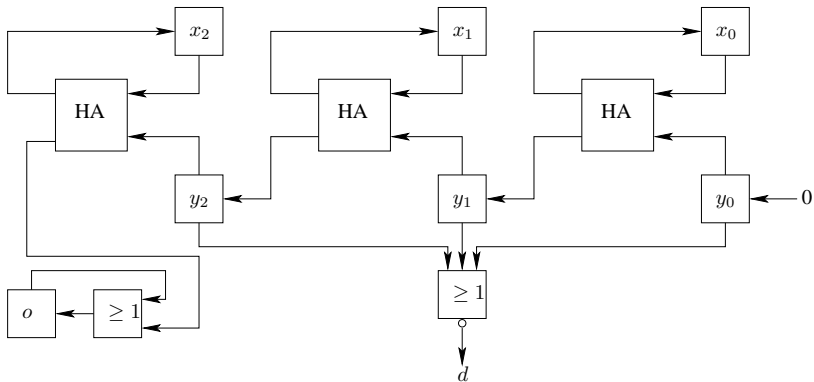 x₂ x₁ x₀
HA HA HA
y₂ y₁ y₀ 0
o ≥ 1 ≥ 1
d